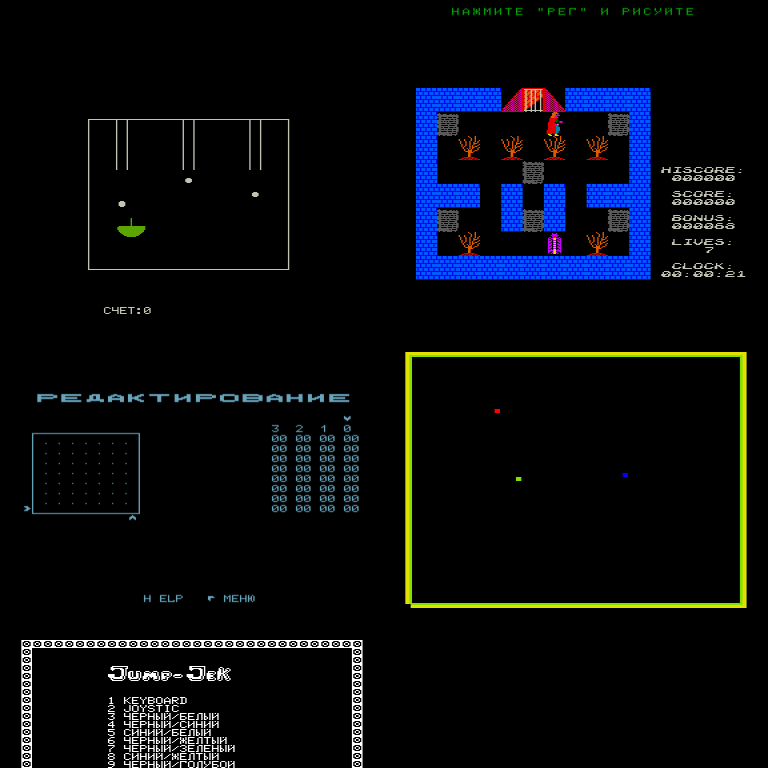 НАЖМИТЕ "РЕГ" И РИСУЙТЕ
HISCORE:
000000
SCORE:
000000
BONUS:
000065
LIVES:
7
CLOCK:
00:00:21
СЧЕТ:0
РЕДАКТИРОВАНИЕ
3 2 1 0
00 00 00 00
00 00 00 00
00 00 00 00
00 00 00 00
00 00 00 00
00 00 00 00
00 00 00 00
00 00 00 00
H ELP МЕНЮ
JUMP-JEK
1 KEYBOARD
2 JOYSTIC
3 ЧЕРНЫЙ/БЕЛЫЙ
4 ЧЕРНЫЙ/СИНИЙ
5 СИНИЙ/БЕЛЫЙ
6 ЧЕРНЫЙ/ЖЕЛТЫЙ
7 ЧЕРНЫЙ/ЗЕЛЕНЫЙ
8 СИНИЙ/ЖЕЛТЫЙ
9 ЧЕРНЫЙ/ГОЛУБОЙ